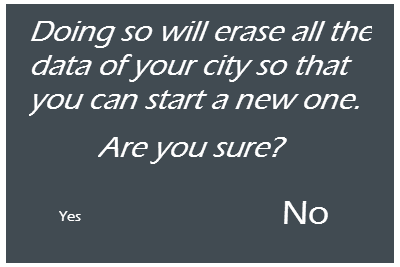 Doing so will erase all the
data of your city so that
you can start a new one.
Are you sure?
Yes No